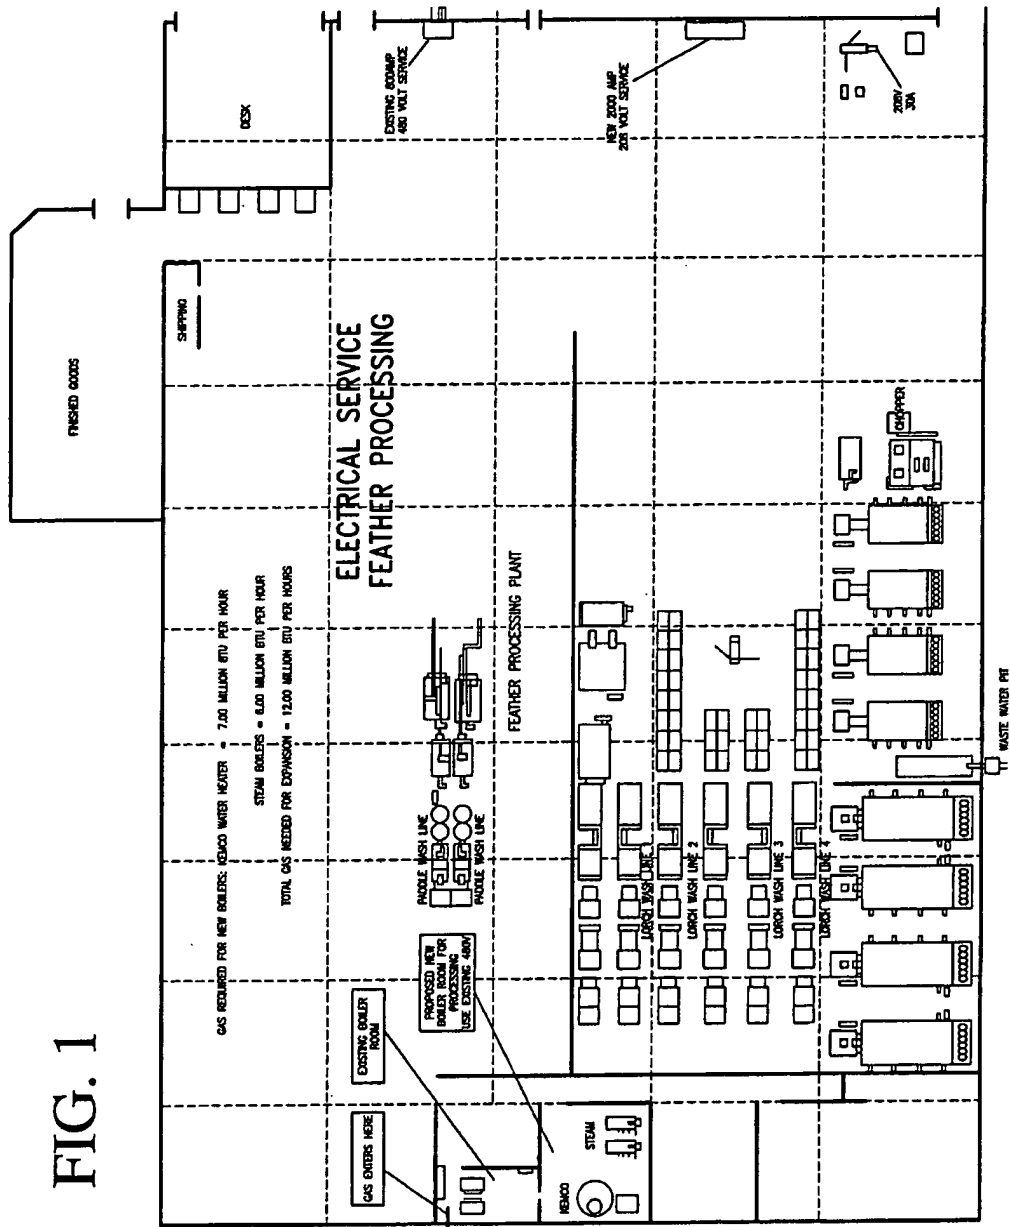 FIG. 1
FINISHED GOODS
SHIPPING
DESK
GAS REQUIRED FOR NEW BOILERS: KEMCO WATER HEATER = 7.00 MILLION BTU PER HOUR
STEAM BOILERS = 6.00 MILLION BTU PER HOUR
TOTAL GAS NEEDED FOR EXPANSION = 12.00 MILLION BTU PER HOURS
ELECTRICAL SERVICE
FEATHER PROCESSING
GAS ENTERS HERE
EXISTING BOILER
ROOM
PROPOSED NEW
BOILER ROOM FOR
PROCESSING
USE EXISTING 480V
PADDLE WASH LINE
PADDLE WASH LINE
EXISTING 800AMP
480 VOLT SERVICE
FEATHER PROCESSING PLANT
KEMCO
STEAM
NEW 2000 AMP
208 VOLT SERVICE
LORCH WASH LINE 1
LORCH WASH LINE 2
LORCH WASH LINE 3
LORCH WASH LINE 4
CHOPPER
208V
30A
WASTE WATER PIT